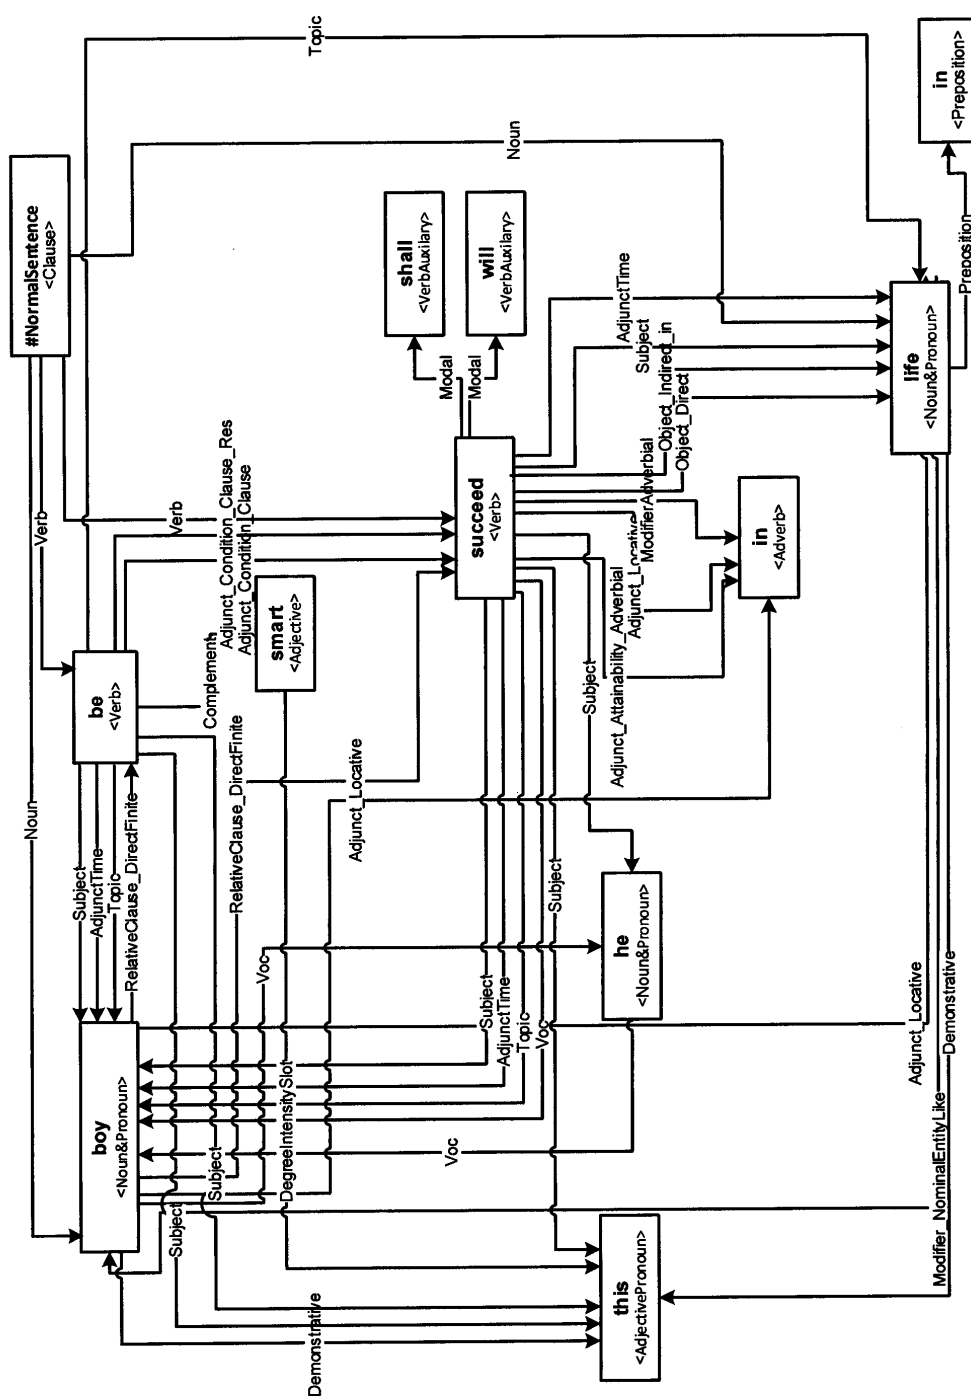 #NormalSentence
<Clause>
Topic
Noun
Verb
Verb
Noun
be
<Verb>
Adjunct_Condition_Clause_Res
Adjunct_Condition_Clause
Complement
smart
<Adjective>
shall
<VerbAuxilary>
will
<VerbAuxilary>
Modal
Modal
succeed
<Verb>
AdjunctTime
Subject
Object_Indirect_in
Object_Direct
ModifierAdverbial
Adjunct_Locative
Adjunct_Attainability_Adverbial
Subject
in
<Adverb>
in
<Preposition>
Preposition
life
<Noun&Pronoun>
Subject
AdjunctTime
Topic
RelativeClause_DirectFinite
RelativeClause_DirectFinite
Adjunct_Locative
Voc
Subject
AdjunctTime
Topic
Voc
Subject
he
<Noun&Pronoun>
boy
<Noun&Pronoun>
Subject
Subject
DegreeIntensitySlot
Voc
Adjunct_Locative
Demonstrative
Modifier_NominalEntityLike
this
<AdjectivePronoun>
Demonstrative